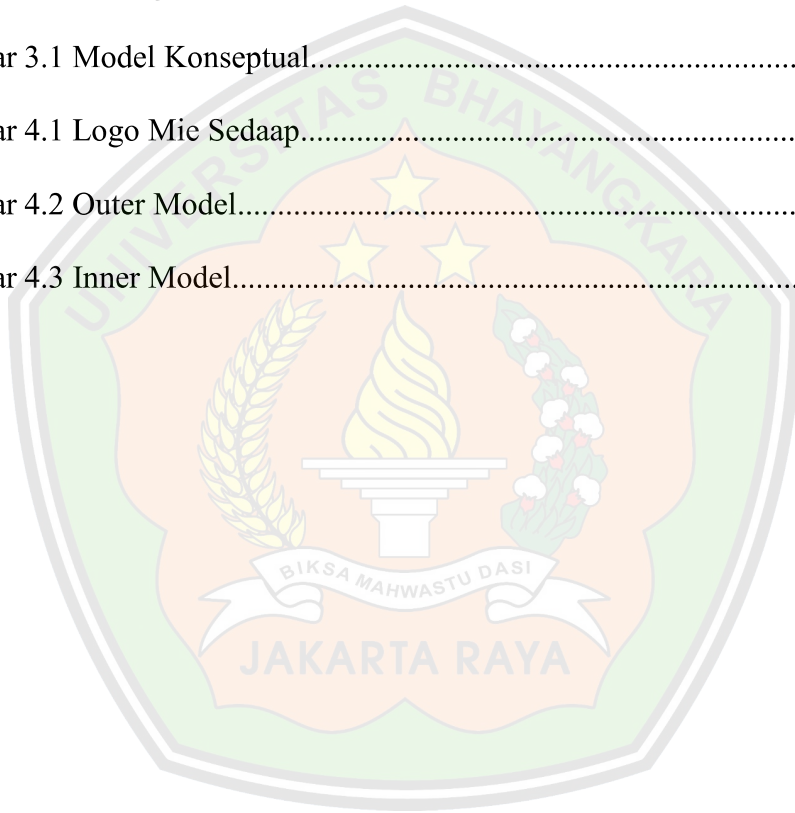 ar 3.1 Model Konseptual
ar 4.1 Logo Mie Sedaap
ar 4.2 Outer Model
ar 4.3 Inner Model
UNIVERSITAS BHAYANGKARA
BIKSA MAHWASTU DASI
JAKARTA RAYA